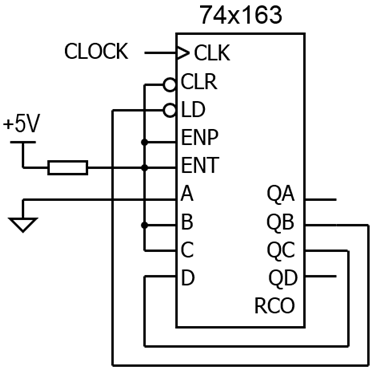 74x163
CLOCK
CLK
CLR
LD
+5V
ENP
ENT
A QA
B QB
C QC
D QD
RCO